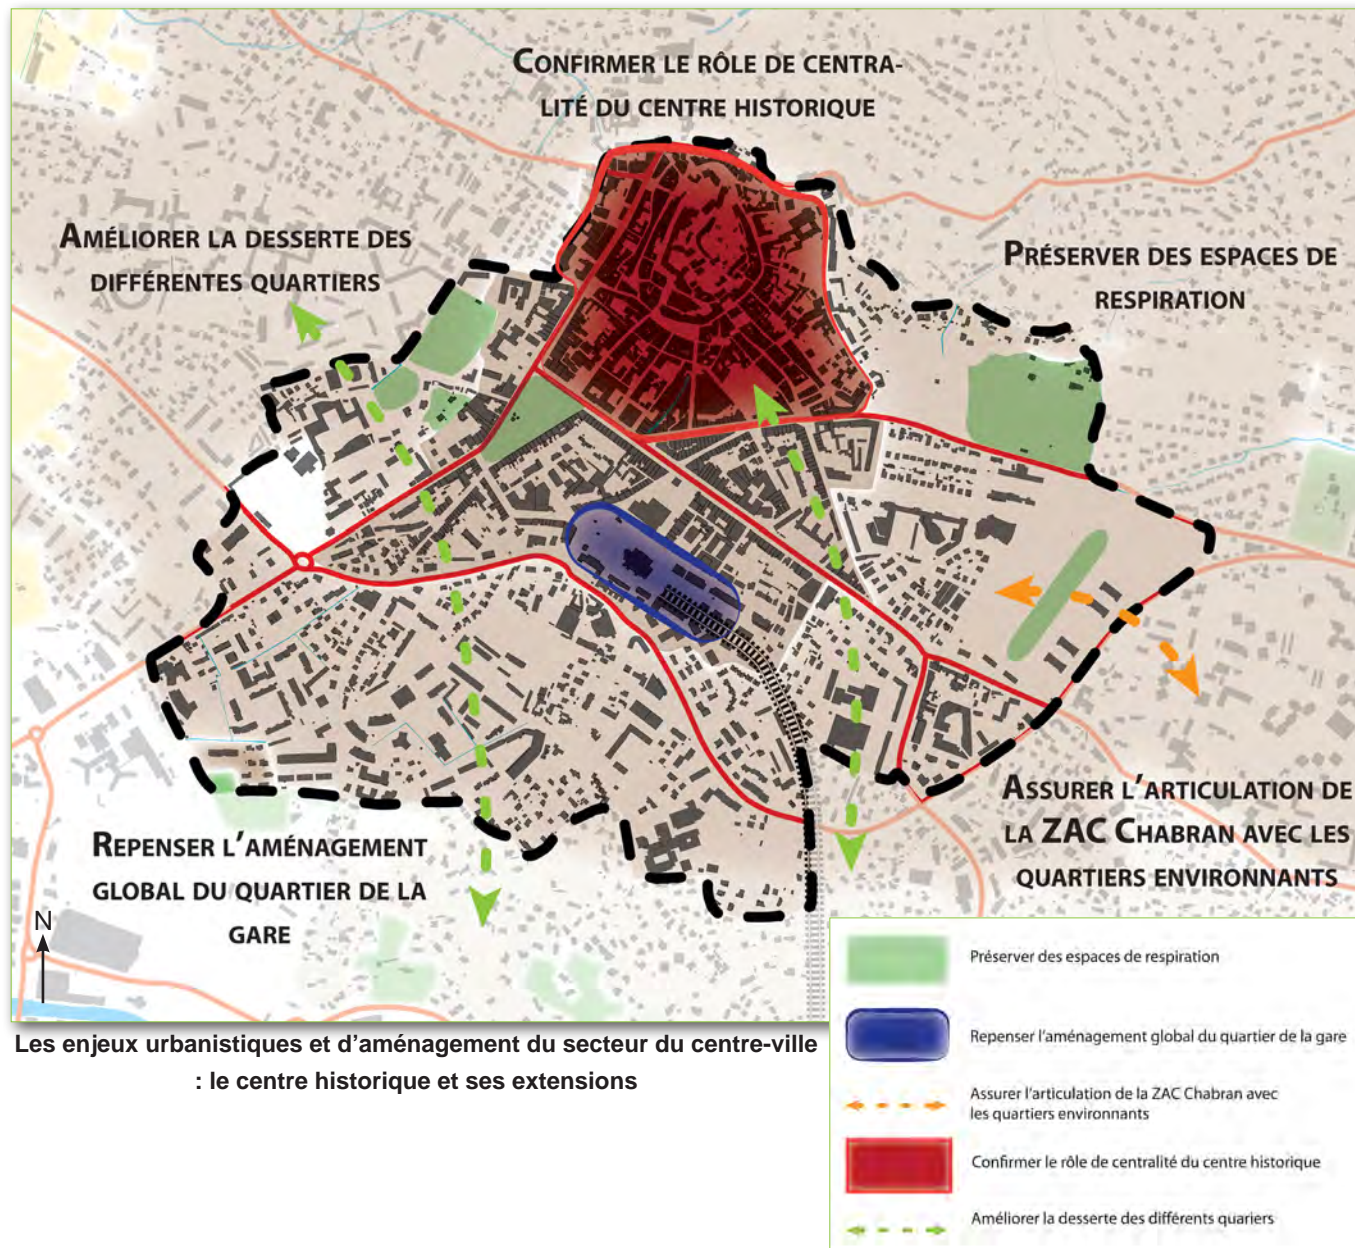 CONFIRMER LE RÔLE DE CENTRA-
LITÉ DU CENTRE HISTORIQUE
AMÉLIORER LA DESSERTE DES
DIFFÉRENTES QUARTIERS
PRÉSERVER DES ESPACES DE
RESPIRATION
ASSURER L'ARTICULATION DE
LA ZAC CHABRAN AVEC LES
QUARTIERS ENVIRONNANTS
REPENSER L'AMÉNAGEMENT
GLOBAL DU QUARTIER DE LA
GARE
N
Les enjeux urbanistiques et d'aménagement du secteur du centre-ville
: le centre historique et ses extensions
Préserver des espaces de respiration
Repenser l'aménagement global du quartier de la gare
Assurer l'articulation de la ZAC Chabran avec
les quartiers environnants
Confirmer le rôle de centralité du centre historique
Améliorer la desserte des différents quariers